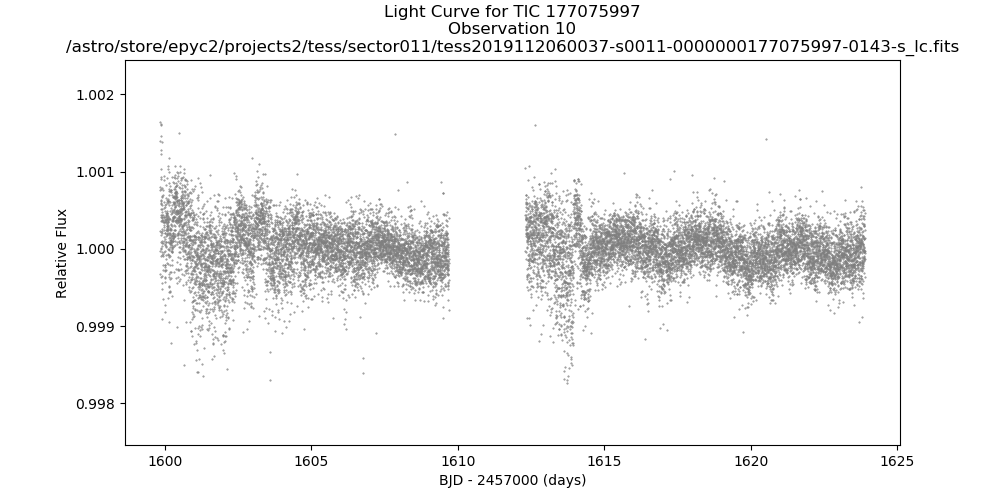 Light Curve for TIC 177075997
Observation 10
/astro/store/epyc2/projects2/tess/sector011/tess2019112060037-s0011-0000000177075997-0143-s_lc.fits
1.002
1.001
1.000
0.999
0.998
Relative Flux
1600
1605
1610
1615
1620
1625
BJD - 2457000 (days)